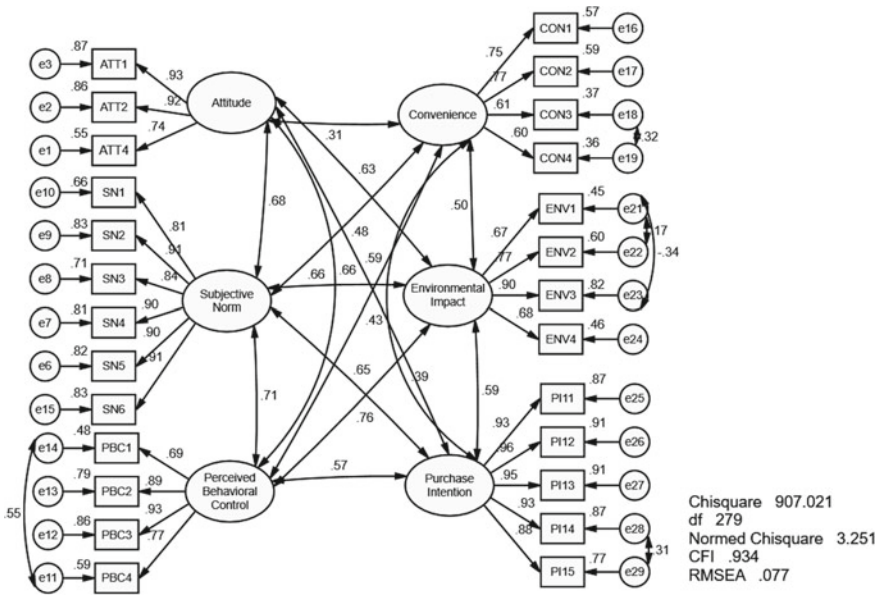 e3 .87 ATT1 .93
e2 .86 ATT2 .92
e1 .55 ATT4 .74
Attitude
e10 .66 SN1 .81
e9 .83 SN2 .91
e8 .71 SN3 .84
e7 .81 SN4 .90
e6 .82 SN5 .90
e15 .83 SN6 .91
Subjective
Norm
e14 .48 PBC1 .69
e13 .79 PBC2 .89
e12 .86 PBC3 .93
e11 .59 PBC4 .77
.55
Perceived
Behavioral
Control
.31
.63
.68
.48
.66
.66
.59
.43
.50
.65
.39
.71
.76
.59
.57
Convenience
.75 CON1 .57 e16
.77 CON2 .59 e17
.61 CON3 .37 e18
.60 CON4 .36 e19
.32
Environmental
Impact
.67 ENV1 .45 e21
.77 ENV2 .60 e22
.90 ENV3 .82 e23
.68 ENV4 .46 e24
17
-.34
Purchase
Intention
.93 PI11 .87 e25
.96 PI12 .91 e26
.95 PI13 .91 e27
.93 PI14 .87 e28
.88 PI15 .77 e29
31
Chisquare 907.021
df 279
Normed Chisquare 3.251
CFI .934
RMSEA .077